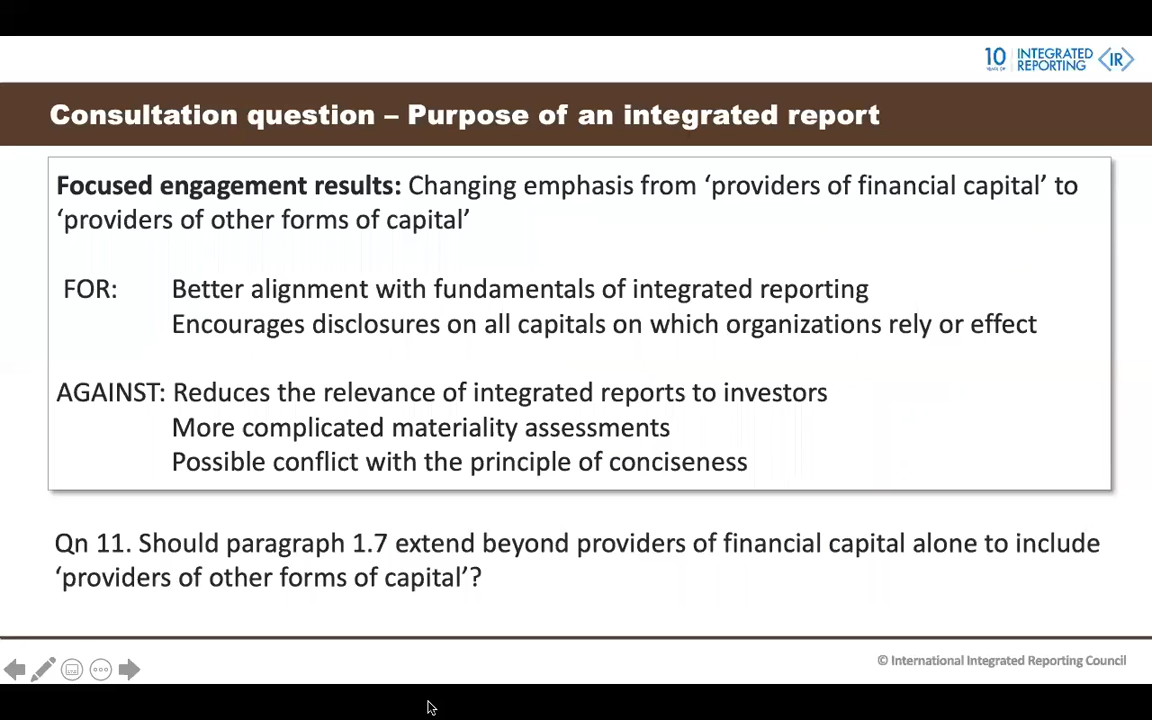 10 YEARS OF INTEGRATED REPORTING <IR>
Consultation question – Purpose of an integrated report
Focused engagement results: Changing emphasis from ‘providers of financial capital’ to
‘providers of other forms of capital’
FOR: Better alignment with fundamentals of integrated reporting
Encourages disclosures on all capitals on which organizations rely or effect
AGAINST: Reduces the relevance of integrated reports to investors
More complicated materiality assessments
Possible conflict with the principle of conciseness
Qn 11. Should paragraph 1.7 extend beyond providers of financial capital alone to include
‘providers of other forms of capital’?
© International Integrated Reporting Council